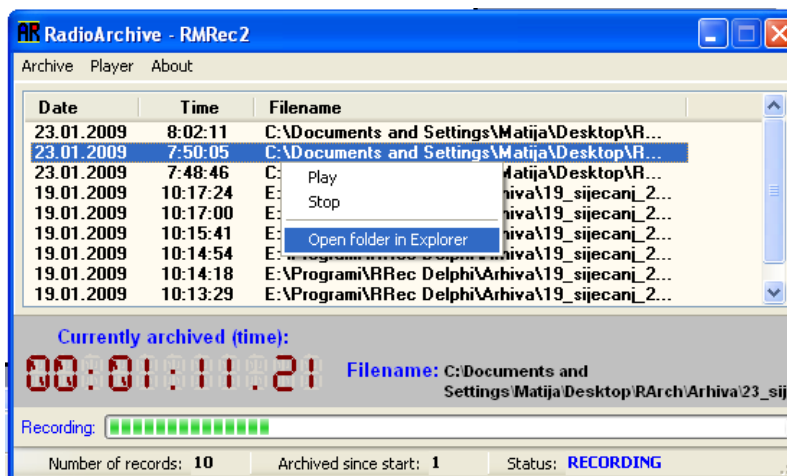 AR RadioArchive - RMRec2
Archive Player About
Date Time Filename
23.01.2009 8:02:11 C:\Documents and Settings\Matija\Desktop\R...
23.01.2009 7:50:05 C:\Documents and Settings\Matija\Desktop\R...
23.01.2009 7:48:46 C: Matija\Desktop\R...
19.01.2009 10:17:24 E: hiva\19_sijecanj_2...
19.01.2009 10:17:00 E: hiva\19_sijecanj_2...
19.01.2009 10:15:41 E: hiva\19_sijecanj_2...
19.01.2009 10:14:54 E:\Programi\RRec Delphi\Arhiva\19_sijecanj_2...
19.01.2009 10:14:18 E:\Programi\RRec Delphi\Arhiva\19_sijecanj_2...
19.01.2009 10:13:29 E:\Programi\RRec Delphi\Arhiva\19_sijecanj_2...
Play
Stop
Open folder in Explorer
Currently archived (time):
00:01:11.21
Filename: C:\Documents and
Settings\Matija\Desktop\RArch\Arhiva\23_sij
Recording:
Number of records: 10 Archived since start: 1 Status: RECORDING